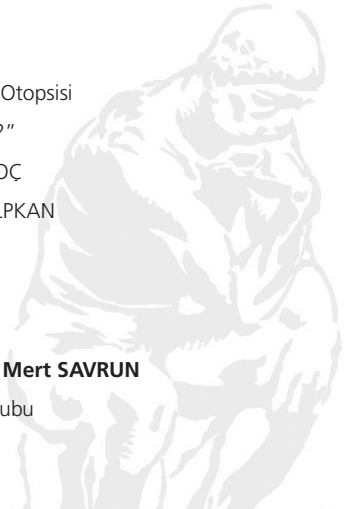 Otopsisi
?”
OÇ
LPKAN
Mert SAVRUN
ubu